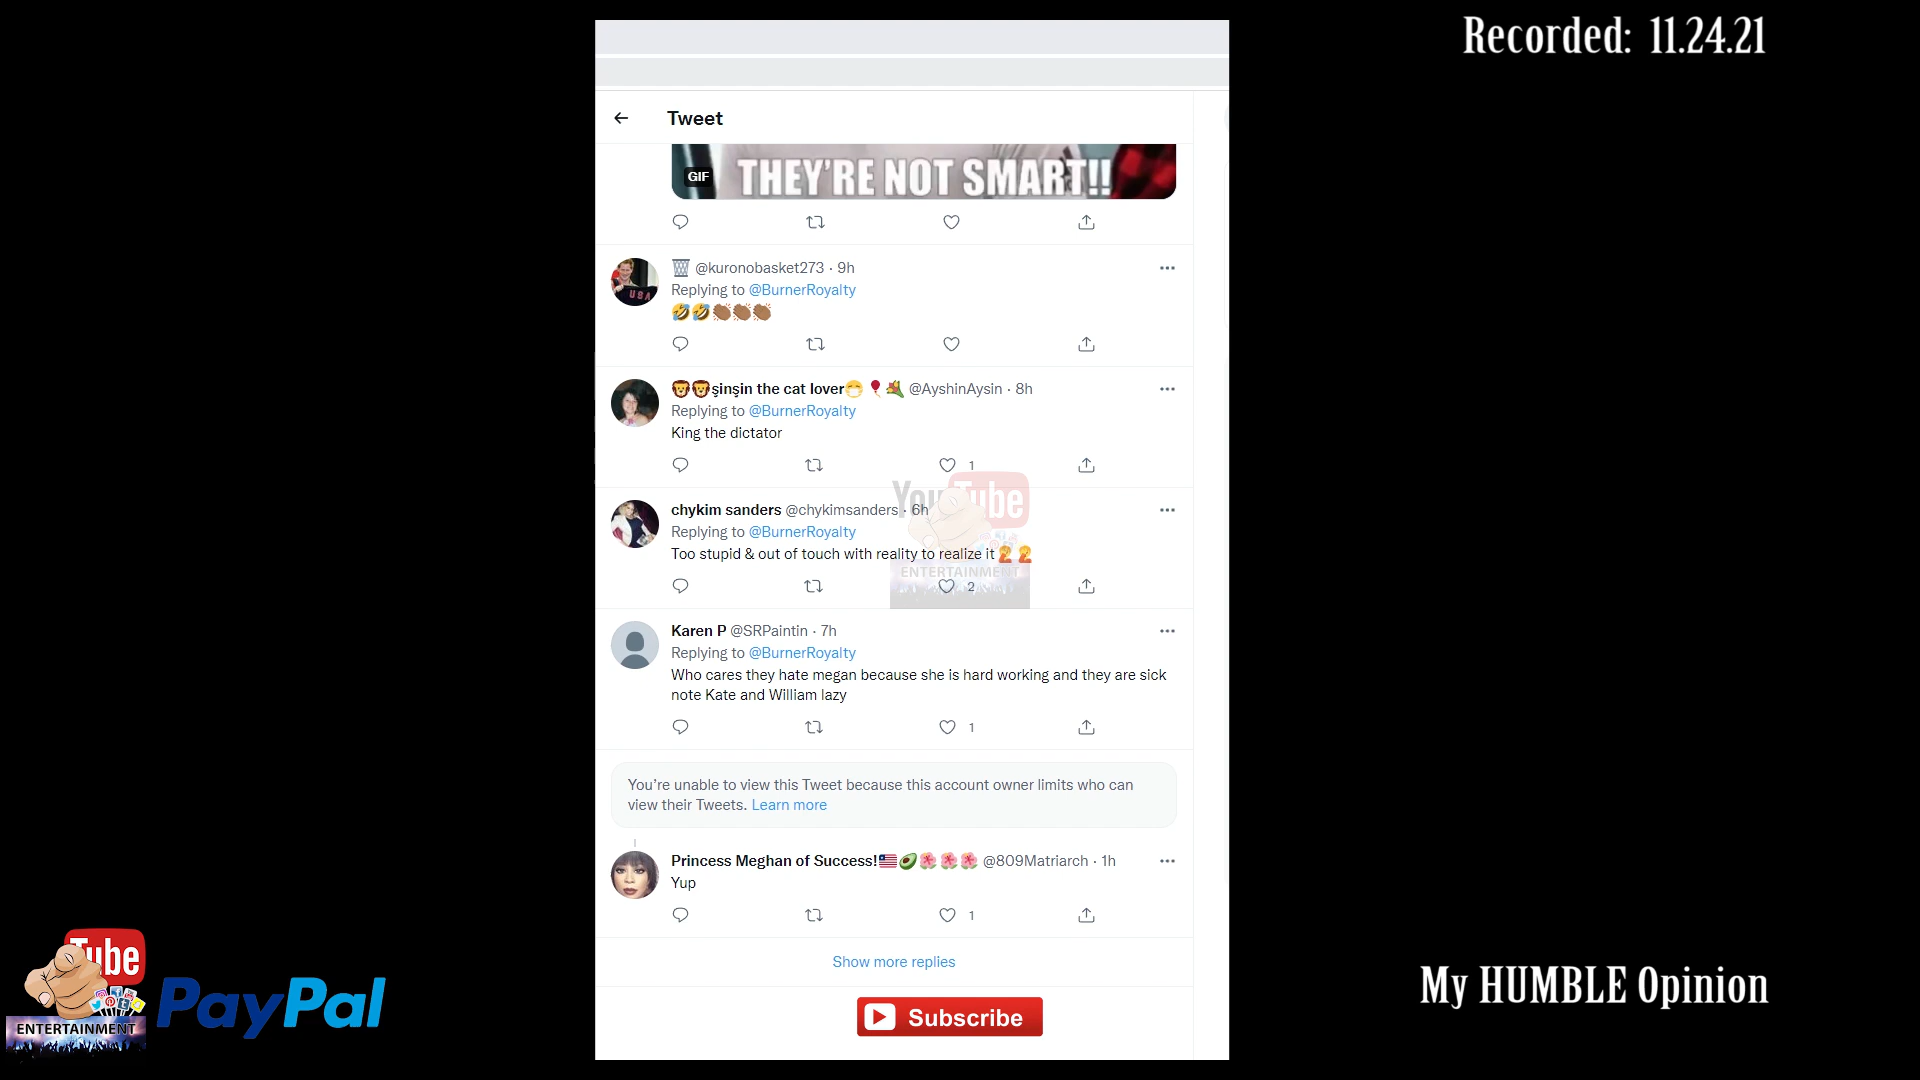 Recorded: 11.24.21
Tweet
THEY'RE NOT SMART!!
GIF
🗑️ @kuronobasket273 · 9h
USA
Replying to @BurnerRoyalty
🤣🤣👏🏾👏🏾👏🏾
🦁🦁şinşin the cat lover😷🎈💐 @AyshinAysin · 8h
Replying to @BurnerRoyalty
King the dictator
1
YouTube
chykim sanders @chykimsanders · 6h
Replying to @BurnerRoyalty
Too stupid & out of touch with reality to realize it🤦🤦
ENTERTAINMENT
2
Karen P @SRPaintin · 7h
Replying to @BurnerRoyalty
Who cares they hate megan because she is hard working and they are sick
note Kate and William lazy
1
You're unable to view this Tweet because this account owner limits who can
view their Tweets. Learn more
Princess Meghan of Success!🇱🇷🥑🌺🌺🌺 @809Matriarch · 1h
Yup
1
Show more replies
Subscribe
Tube
ENTERTAINMENT
PayPal
My HUMBLE Opinion